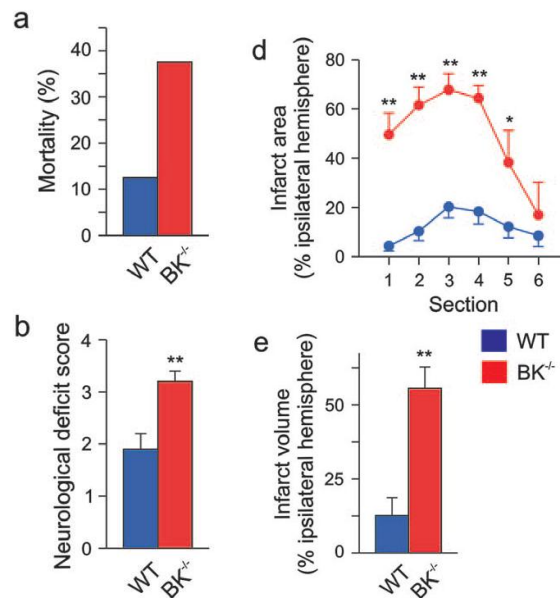 a
Mortality (%)
40
30
20
10
0
WT
BK-/-
b
Neurological deficit score
4
3
2
1
0
**
WT
BK-/-
d
Infarct area
(% ipsilateral hemisphere)
80
60
40
20
0
**
**
**
**
*
1 2 3 4 5 6
Section
WT
BK-/-
e
Infarct volume
(% ipsilateral hemisphere)
50
25
0
**
WT
BK-/-